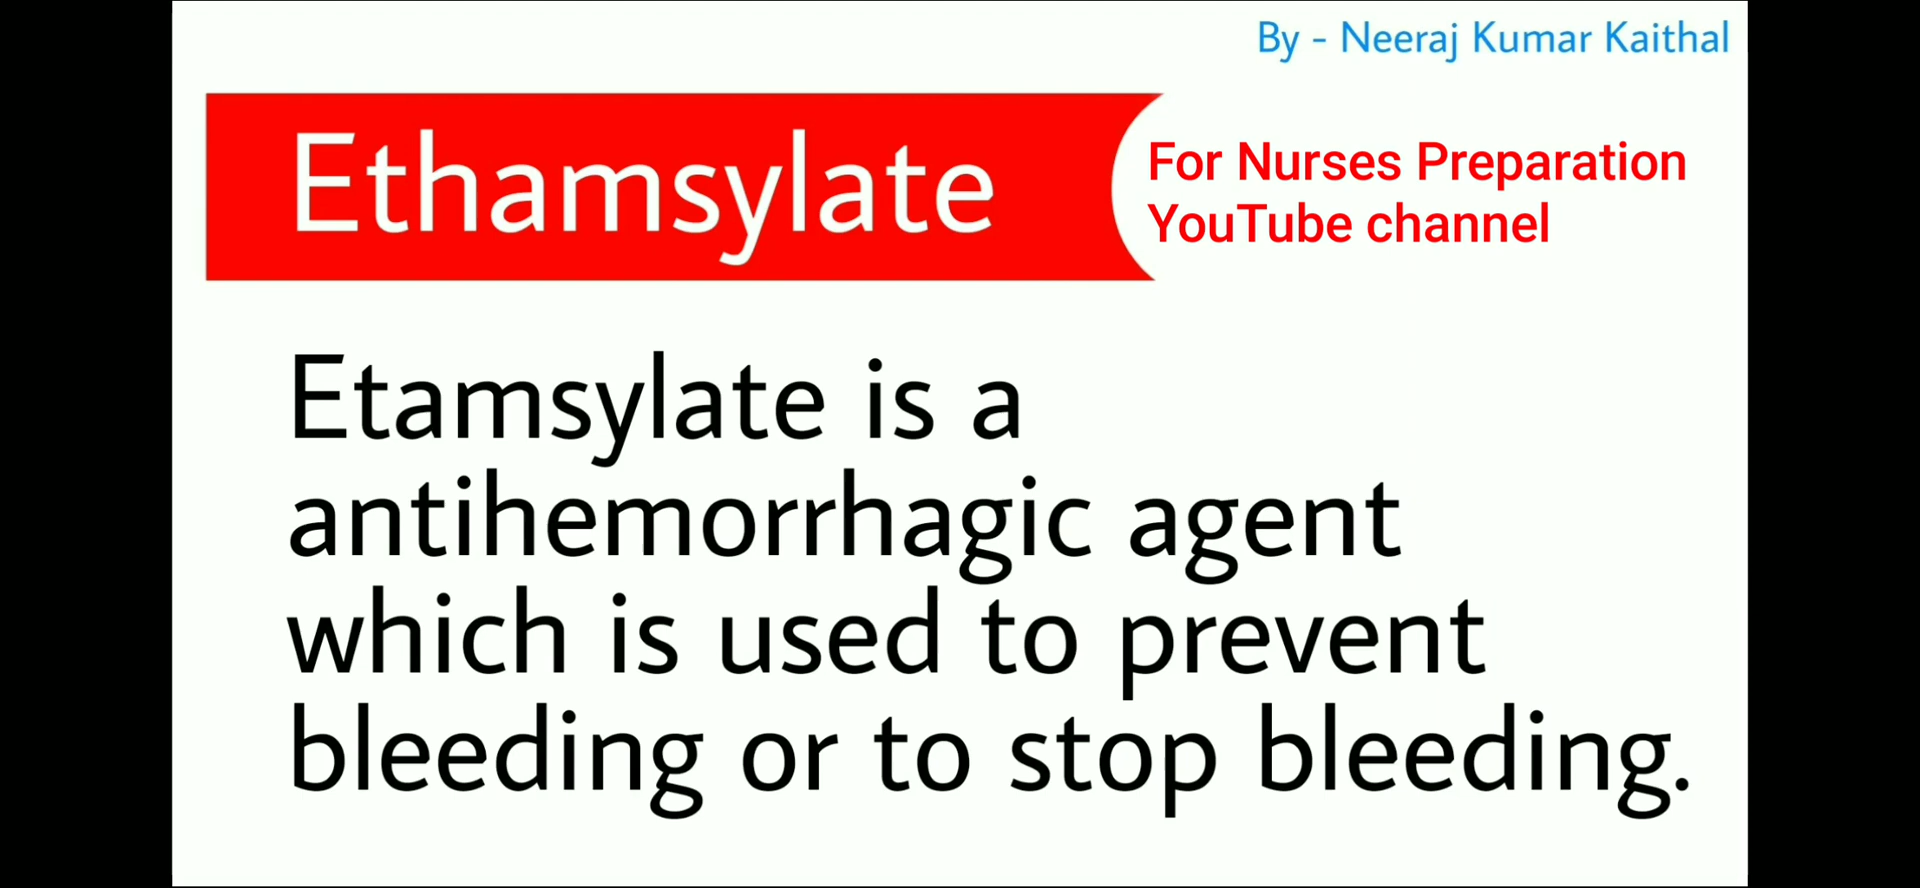 By - Neeraj Kumar Kaithal
Ethamsylate
For Nurses Preparation
YouTube channel
Etamsylate is a
antihemorrhagic agent
which is used to prevent
bleeding or to stop bleeding.